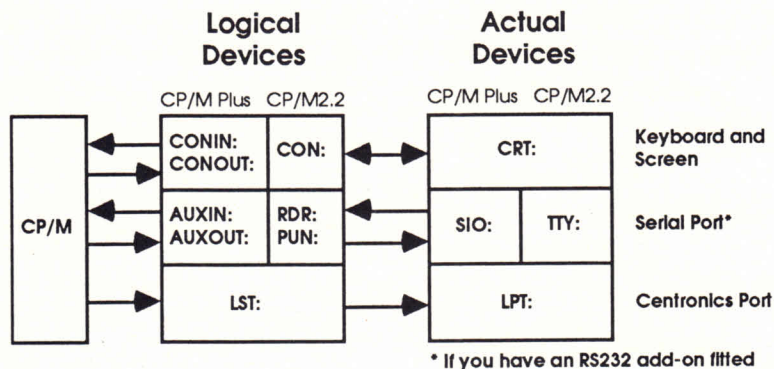 Logical Devices
Actual Devices
CP/M Plus CP/M2.2
CP/M Plus CP/M2.2
CP/M
CONIN:
CONOUT:
CON:
CRT:
Keyboard and
Screen
AUXIN:
AUXOUT:
RDR:
PUN:
SIO:
TTY:
Serial Port*
LST:
LPT:
Centronics Port
* If you have an RS232 add-on fitted